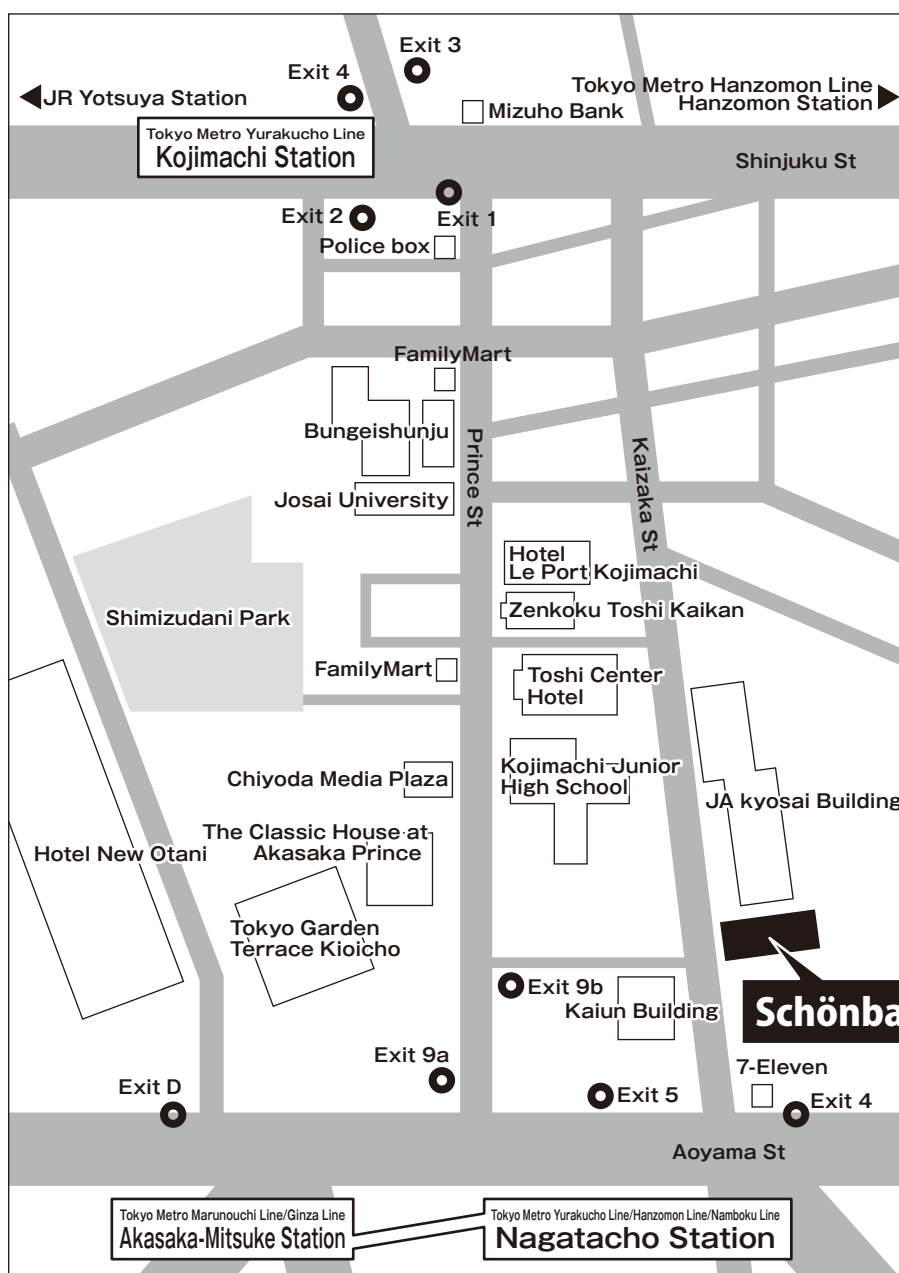 Exit 3
Exit 4
JR Yotsuya Station
Tokyo Metro Hanzomon Line
Hanzomon Station
Mizuho Bank
Tokyo Metro Yurakucho Line
Kojimachi Station
Shinjuku St
Exit 2
Exit 1
Police box
FamilyMart
Bungeishunju
Prince St
Kaizaka St
Josai University
Hotel
Le Port Kojimachi
Zenkoku Toshi Kaikan
Shimizudani Park
FamilyMart
Toshi Center
Hotel
Chiyoda Media Plaza
Kojimachi Junior
High School
JA kyosai Building
The Classic House at
Akasaka Prince
Hotel New Otani
Tokyo Garden
Terrace Kioicho
Exit 9b
Kaiun Building
Schönba
Exit 9a
7-Eleven
Exit D
Exit 5
Exit 4
Aoyama St
Tokyo Metro Marunouchi Line/Ginza Line
Akasaka-Mitsuke Station
Tokyo Metro Yurakucho Line/Hanzomon Line/Namboku Line
Nagatacho Station